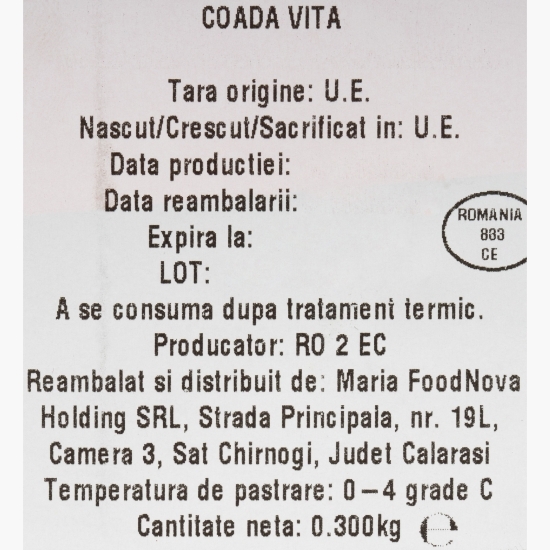 COADA VITA
Tara origine: U.E.
Nascut/Crescut/Sacrificat in: U.E.
Data productiei:
Data reambalarii:
Expira la:
LOT:
ROMANIA
883
CE
A se consuma dupa tratament termic.
Producator: RO 2 EC
Reambalat si distribuit de: Maria FoodNova
Holding SRL, Strada Principala, nr. 19L,
Camera 3, Sat Chirnogi, Judet Calarasi
Temperatura de pastrare: 0–4 grade C
Cantitate neta: 0.300kg ℮